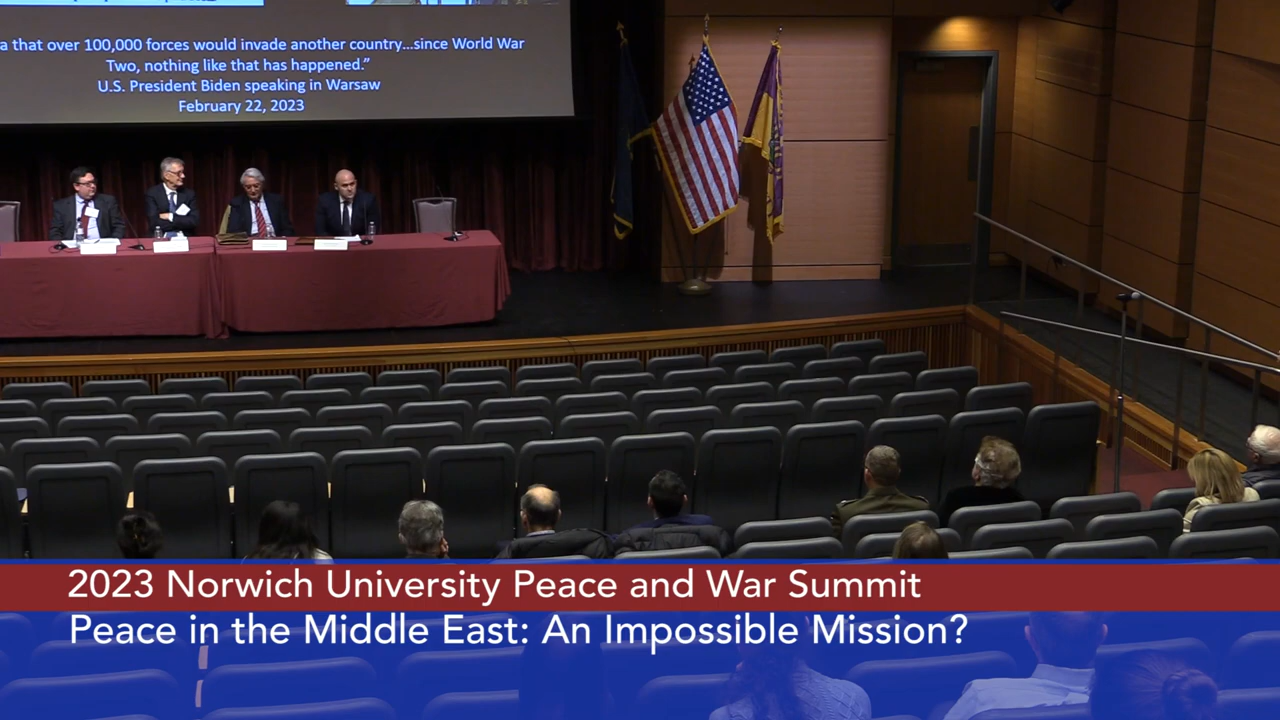 a that over 100,000 forces would invade another country...since World War
Two, nothing like that has happened.”
U.S. President Biden speaking in Warsaw
February 22, 2023
2023 Norwich University Peace and War Summit
Peace in the Middle East: An Impossible Mission?